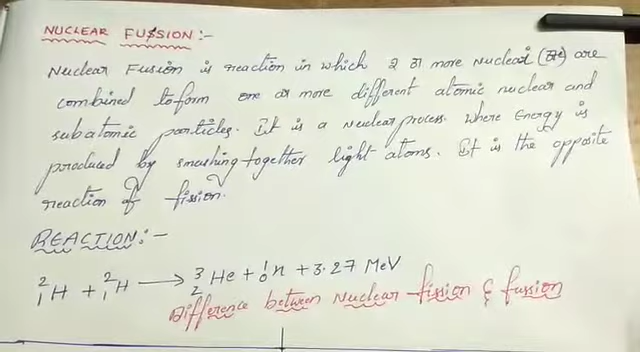 NUCLEAR FUSSION :-
Nuclear Fusion is reaction in which 2 or more Nuclei are
combined to form one or more different atomic nuclear and
subatomic particles. It is a nuclear process. Where Energy is
produced by smashing together light atoms. It is the opposite
reaction of fission.
REACTION :-
²₁H + ²₁H ⟶ ³₂He + ¹₀n + 3.27 MeV
Difference between Nuclear fission & fussion